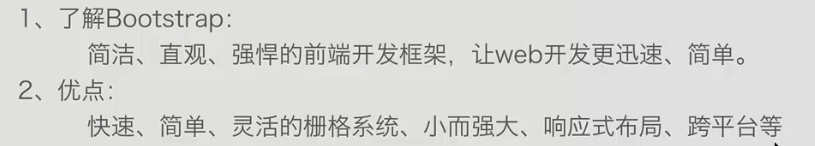 1、了解Bootstrap：
简洁、直观、强悍的前端开发框架，让web开发更迅速、简单。
2、优点：
快速、简单、灵活的栅格系统、小而强大、响应式布局、跨平台等